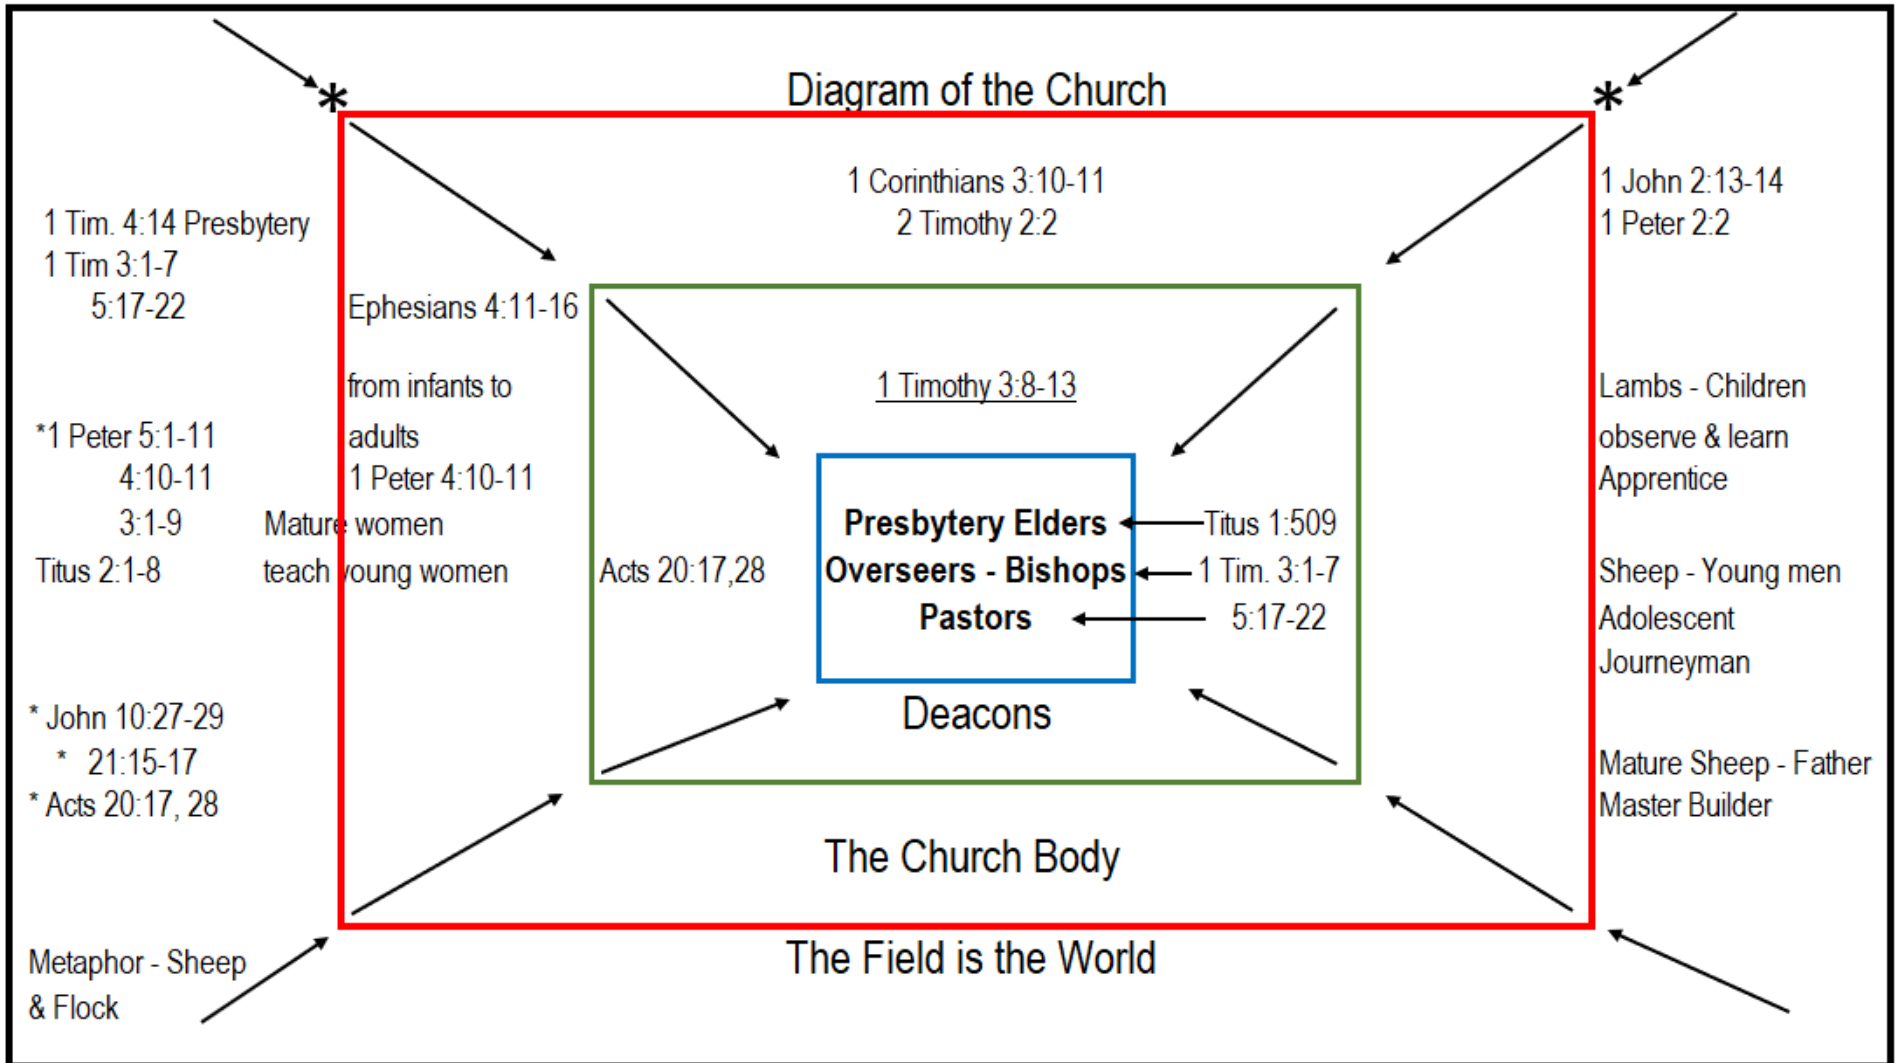 Diagram of the Church
*
*
1 Corinthians 3:10-11
2 Timothy 2:2
1 John 2:13-14
1 Peter 2:2
1 Tim. 4:14 Presbytery
1 Tim 3:1-7
5:17-22
Ephesians 4:11-16
from infants to
adults
1 Peter 4:10-11
*1 Peter 5:1-11
4:10-11
3:1-9
Titus 2:1-8
Mature women
teach young women
1 Timothy 3:8-13
Acts 20:17,28
Presbytery Elders
Overseers - Bishops
Pastors
Titus 1:509
1 Tim. 3:1-7
5:17-22
Deacons
Lambs - Children
observe & learn
Apprentice
Sheep - Young men
Adolescent
Journeyman
Mature Sheep - Father
Master Builder
* John 10:27-29
* 21:15-17
* Acts 20:17, 28
The Church Body
The Field is the World
Metaphor - Sheep
& Flock